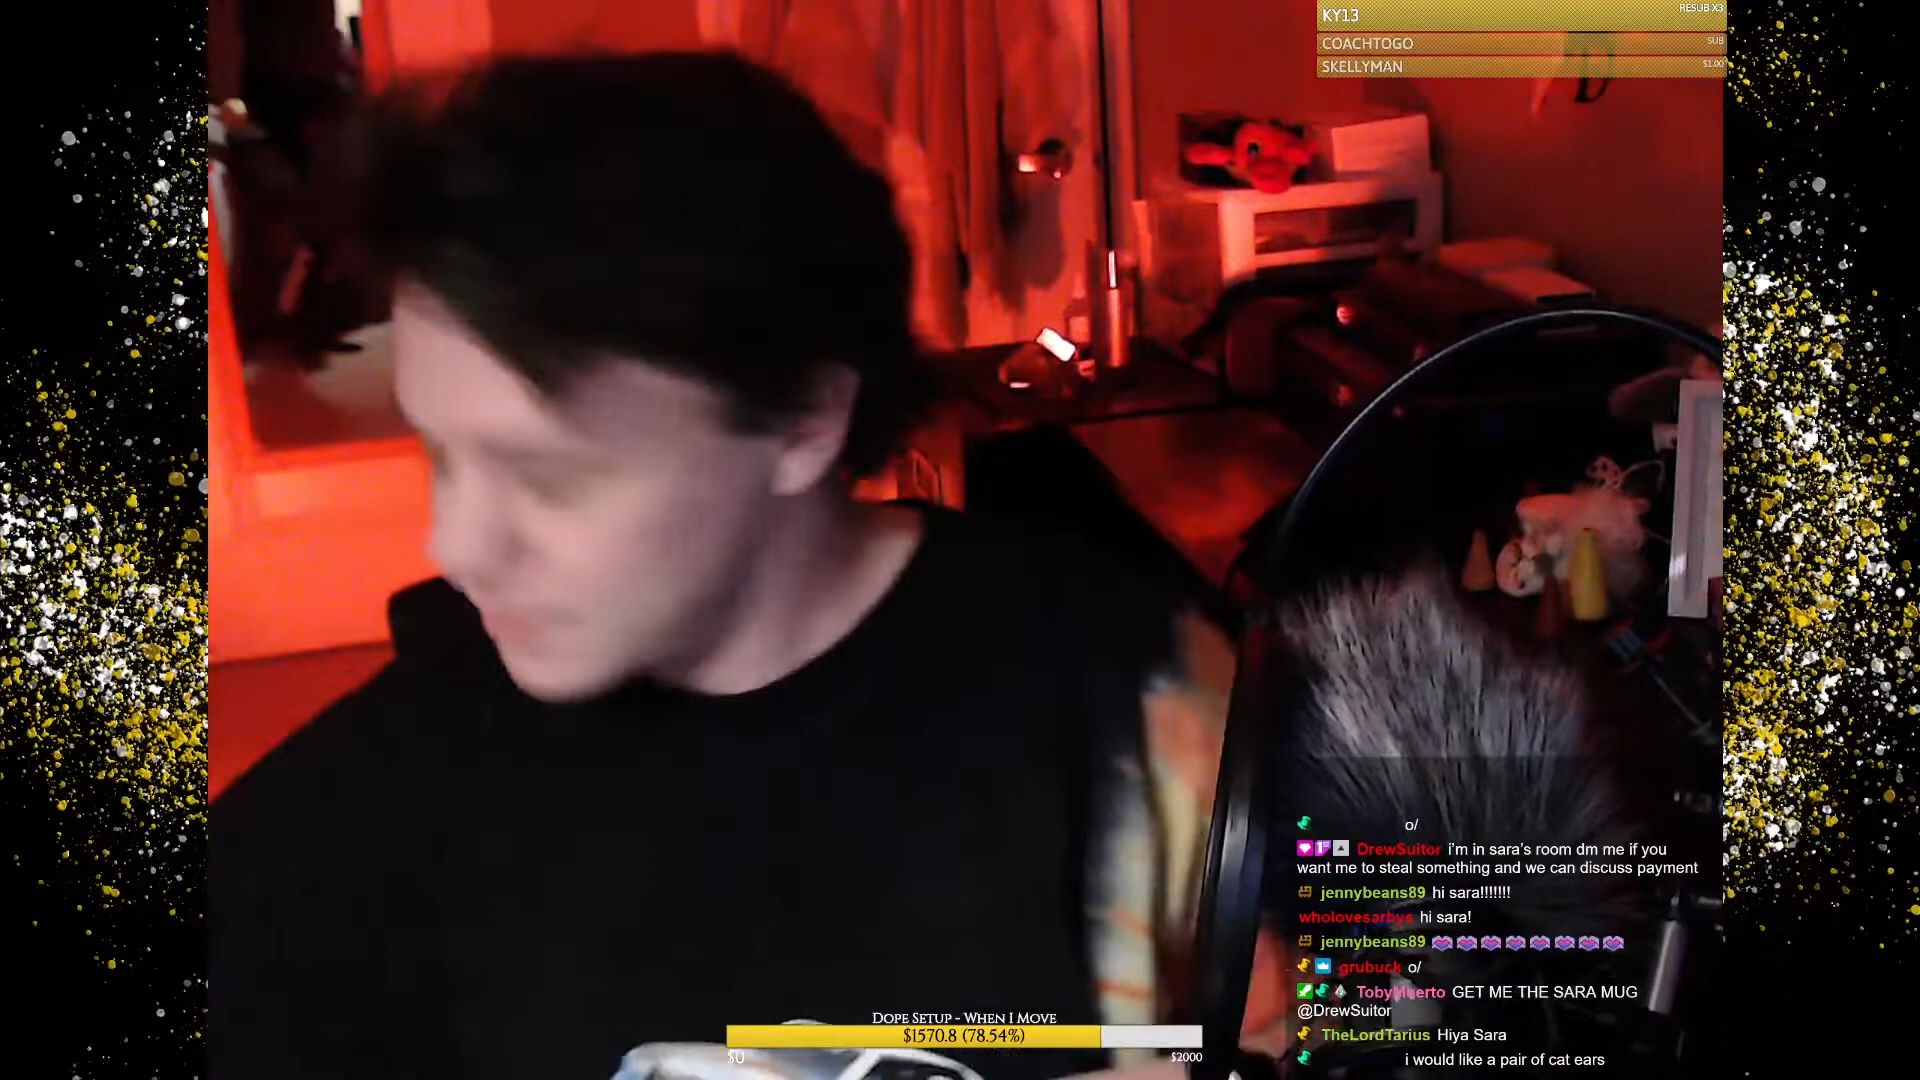 KY13 RESUB X3
COACHTOGO SUB
SKELLYMAN $1.00
D
o/
DrewSuitor i'm in sara's room dm me if you
want me to steal something and we can discuss payment
jennybeans89 hi sara!!!!!!!
wholovesarbys hi sara!
jennybeans89
grubuck o/
TobyMuerto GET ME THE SARA MUG
@DrewSuitor
TheLordTarius Hiya Sara
i would like a pair of cat ears
DOPE SETUP - WHEN I MOVE
$1570.8 (78.54%)
$0 $2000